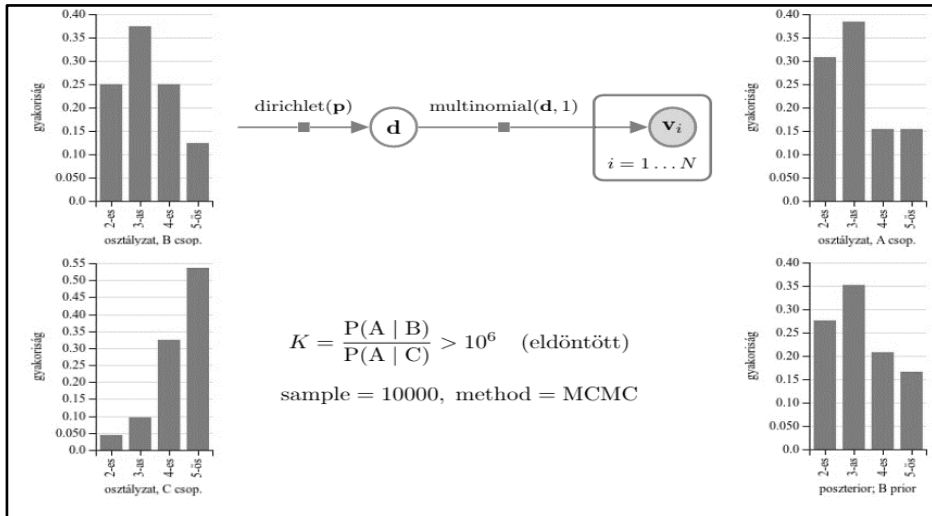 0.40
0.35
0.30
0.25
0.20
0.15
0.10
0.050
0.0
gyakoriság
2-es
3-as
4-es
5-ös
osztályzat, B csop.
dirichlet(p)
d
multinomial(d, 1)
v_i
i = 1 … N
0.40
0.35
0.30
0.25
0.20
0.15
0.10
0.050
0.0
gyakoriság
2-es
3-as
4-es
5-ös
osztályzat, A csop.
0.55
0.50
0.45
0.40
0.35
0.30
0.25
0.20
0.15
0.10
0.050
0.0
gyakoriság
2-es
3-as
4-es
5-ös
osztályzat, C csop.
K = P(A | B) / P(A | C) > 10^6 (eldöntött)
sample = 10000, method = MCMC
0.40
0.35
0.30
0.25
0.20
0.15
0.10
0.050
0.0
gyakoriság
2-es
3-as
4-es
5-ös
poszterior; B prior